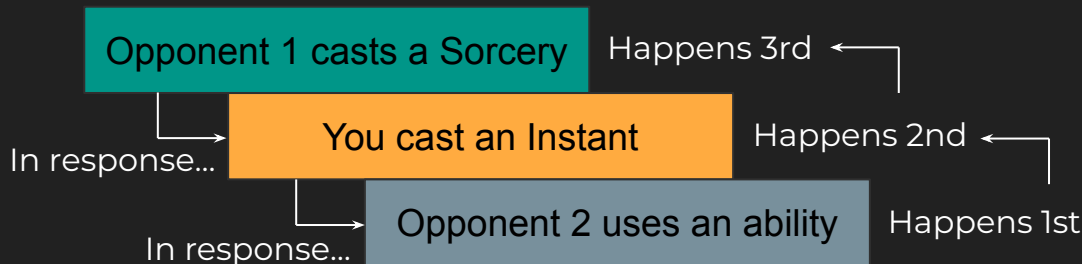 Opponent 1 casts a Sorcery
Happens 3rd
You cast an Instant
Happens 2nd
In response...
Opponent 2 uses an ability
Happens 1st
In response...